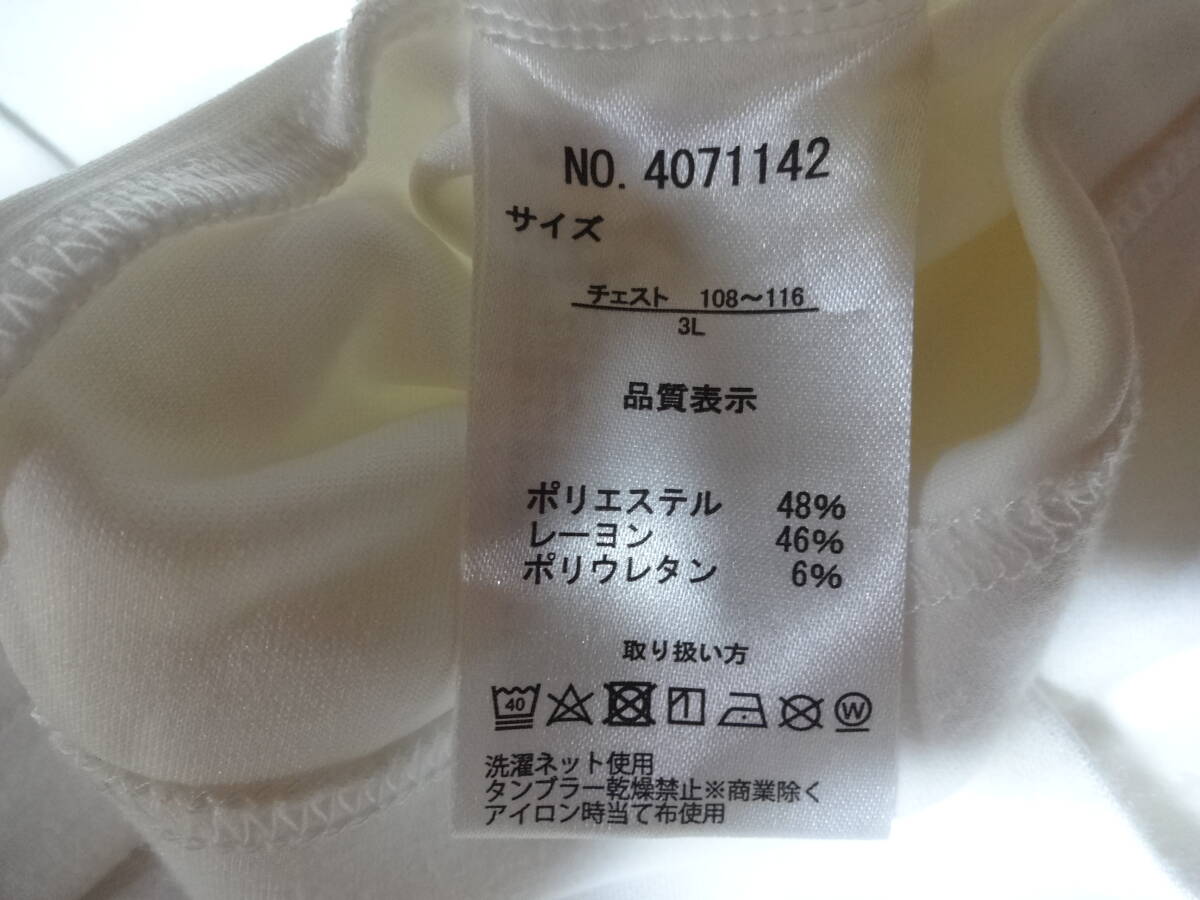 NO. 4071142
サイズ
チェスト 108〜116
3L
品質表示
ポリエステル 48%
レーヨン 46%
ポリウレタン 6%
取り扱い方
40 W
洗濯ネット使用
タンブラー乾燥禁止※商業除く
アイロン時当て布使用